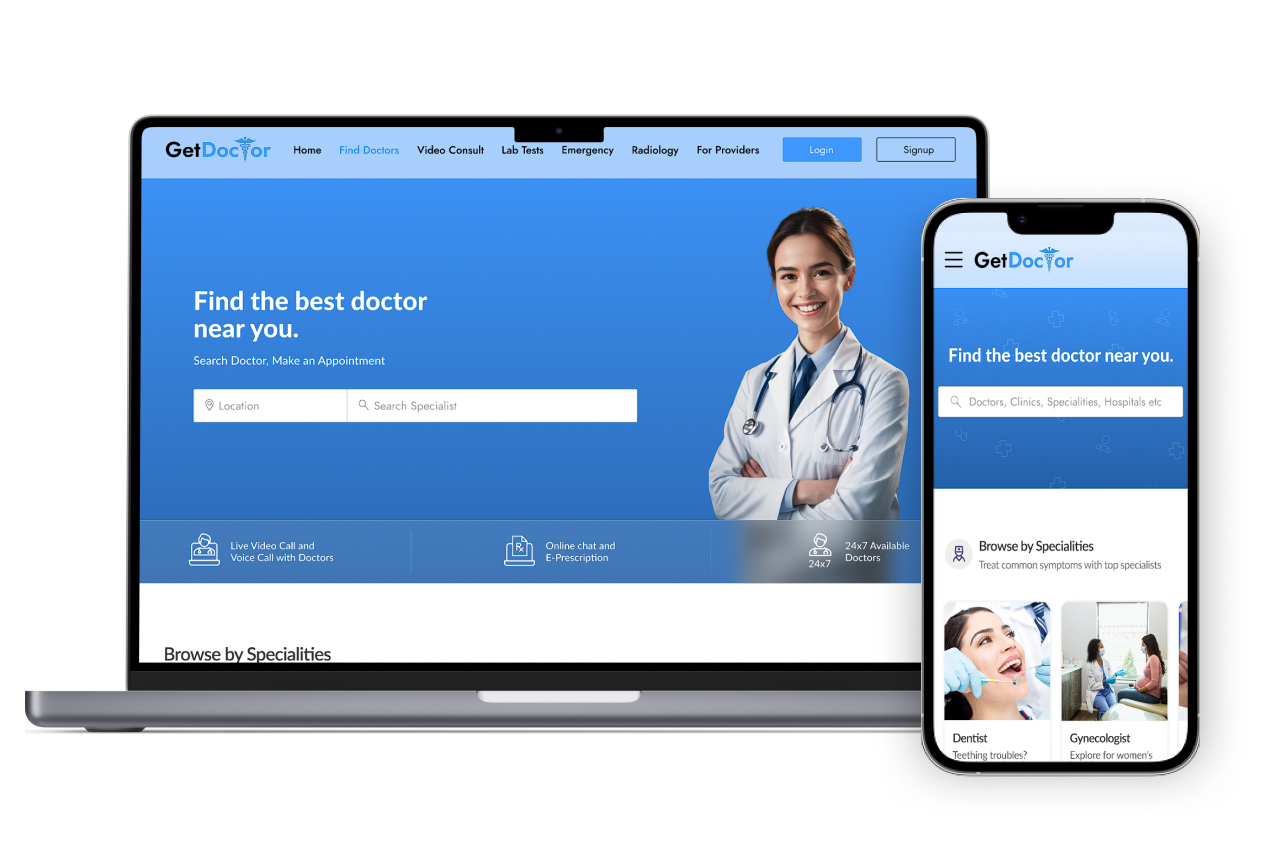 GetDoctor
Home Find Doctors Video Consult Lab Tests Emergency Radiology For Providers Login Signup
Find the best doctor
near you.
Search Doctor, Make an Appointment
Location Search Specialist
Live Video Call and
Voice Call with Doctors
Rx
Online chat and
E-Prescription
24x7
24x7 Available
Doctors
Browse by Specialities
GetDoctor
Find the best doctor near you.
Doctors, Clinics, Specialities, Hospitals etc
Browse by Specialities
Treat common symptoms with top specialists
Dentist
Teething troubles?
Gynecologist
Explore for women's